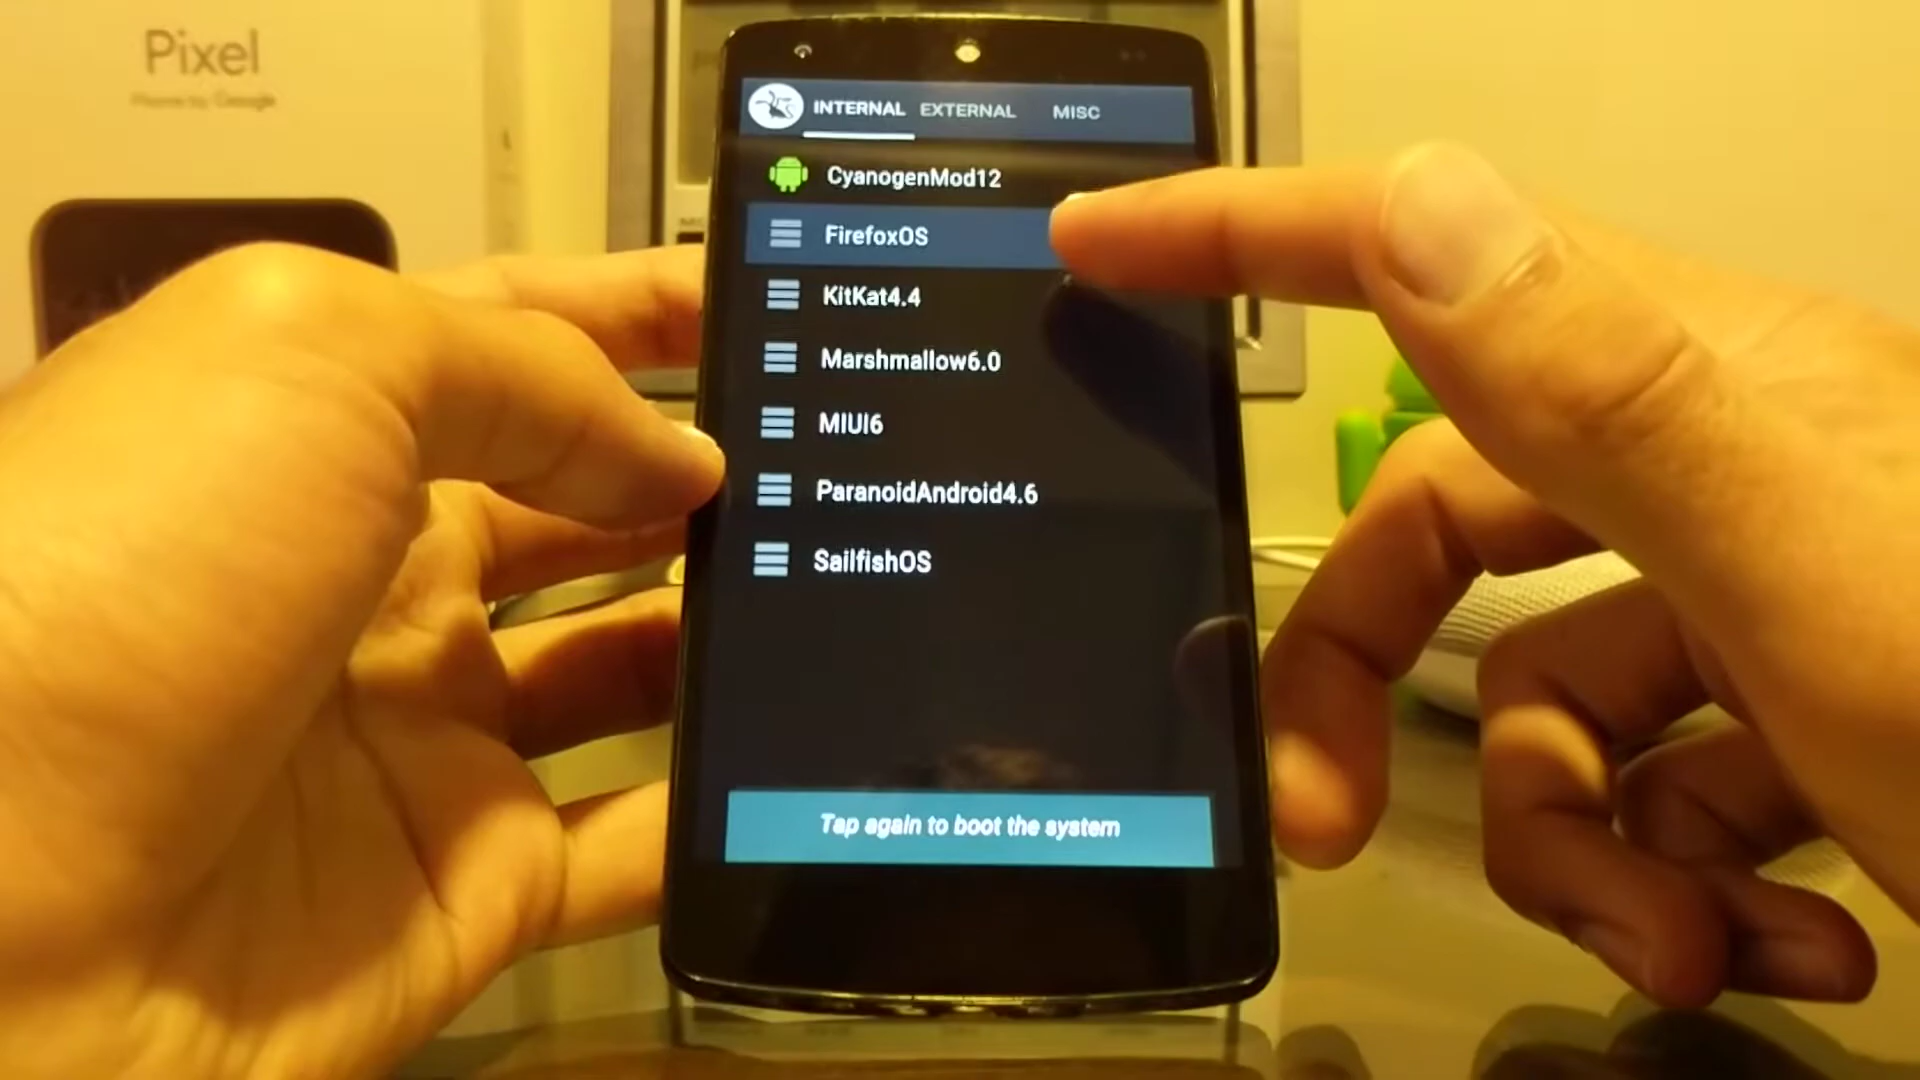 Pixel
Phone by Google
INTERNAL EXTERNAL MISC
CyanogenMod12
FirefoxOS
KitKat4.4
Marshmallow6.0
MIUI6
ParanoidAndroid4.6
SailfishOS
Tap again to boot the system